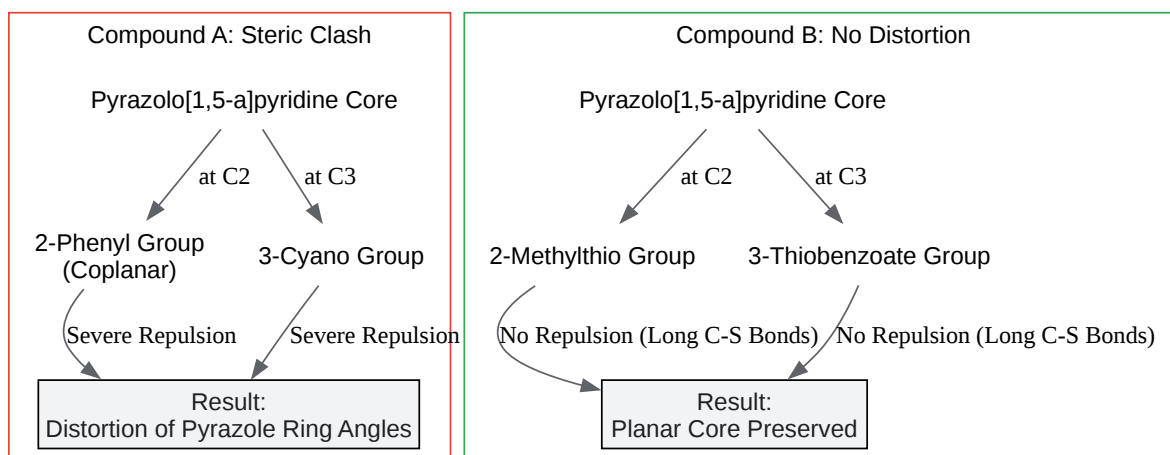 Compound A: Steric Clash
Pyrazolo[1,5-a]pyridine Core
at C2
at C3
2-Phenyl Group
(Coplanar)
3-Cyano Group
Severe Repulsion
Severe Repulsion
Result:
Distortion of Pyrazole Ring Angles
Compound B: No Distortion
Pyrazolo[1,5-a]pyridine Core
at C2
at C3
2-Methylthio Group
3-Thiobenzoate Group
No Repulsion (Long C-S Bonds)
No Repulsion (Long C-S Bonds)
Result:
Planar Core Preserved